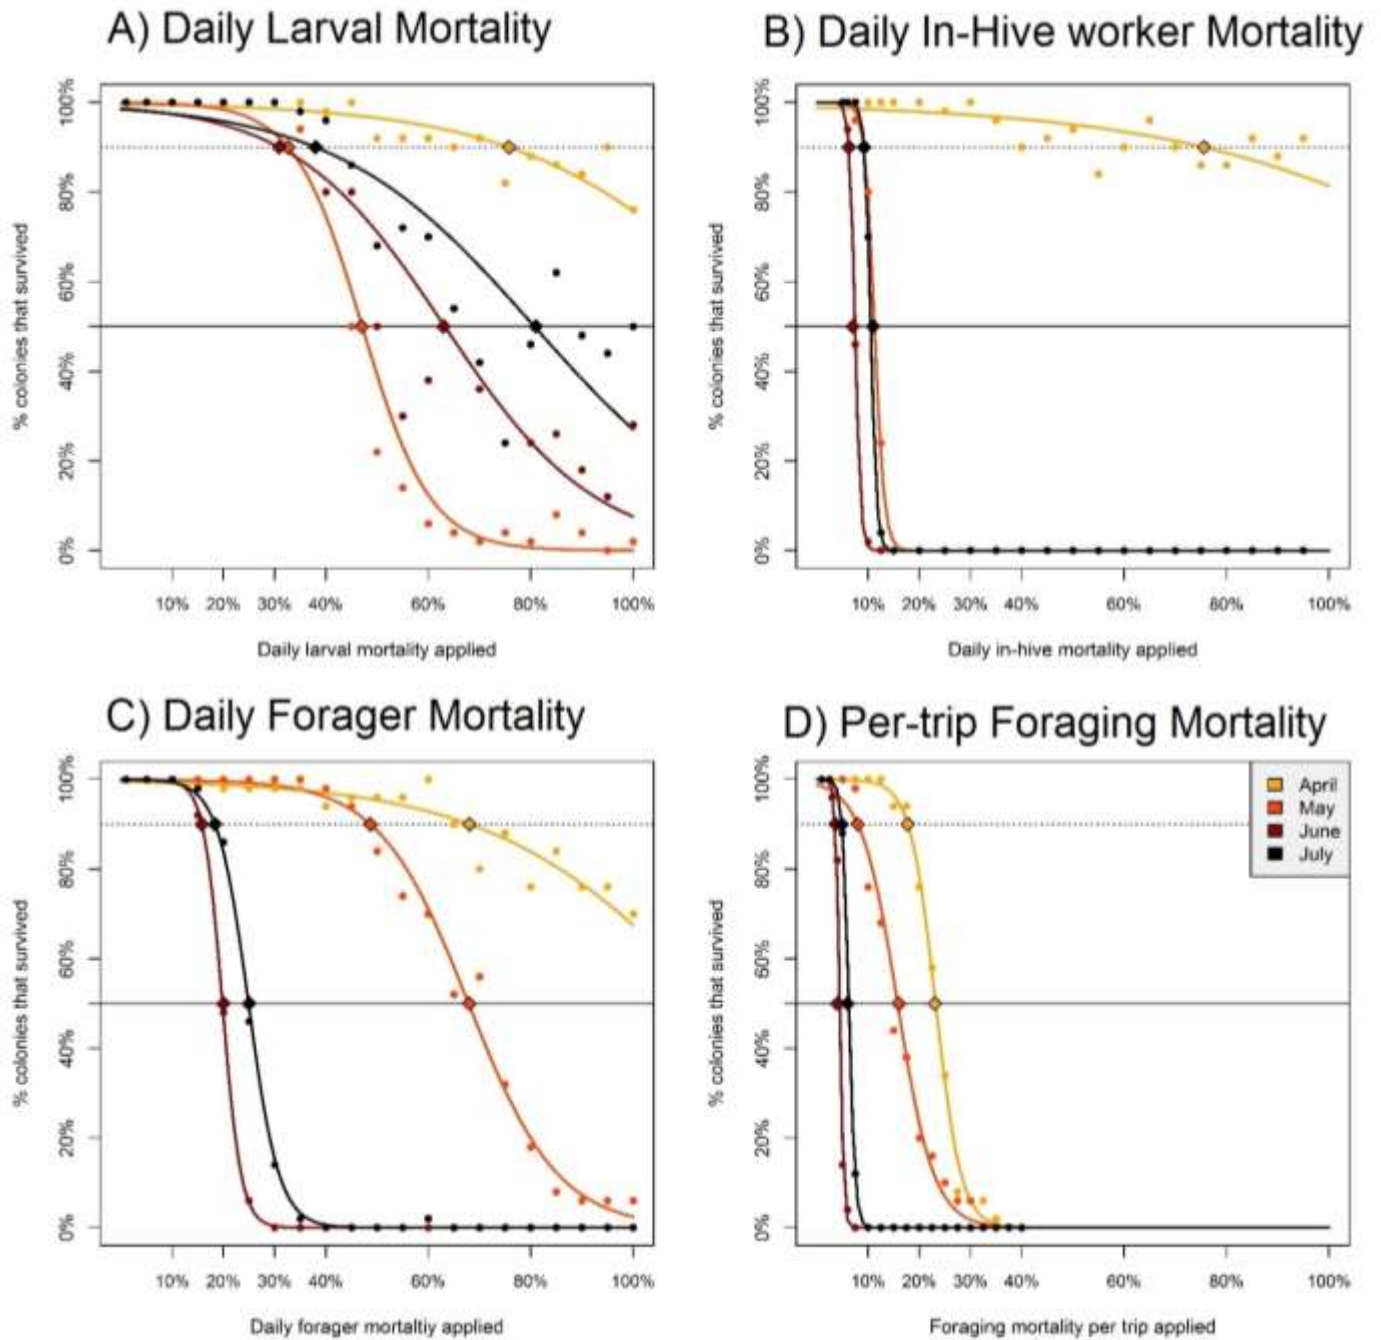 A) Daily Larval Mortality
% colonies that survived
100%
80%
60%
40%
20%
0%
10% 20% 30% 40% 60% 80% 100%
Daily larval mortality applied
B) Daily In-Hive worker Mortality
% colonies that survived
100%
80%
60%
40%
20%
0%
10% 20% 30% 40% 60% 80% 100%
Daily in-hive mortality applied
C) Daily Forager Mortality
% colonies that survived
100%
80%
60%
40%
20%
0%
10% 20% 30% 40% 60% 80% 100%
Daily forager mortaltiy applied
D) Per-trip Foraging Mortality
% colonies that survived
100%
80%
60%
40%
20%
0%
April
May
June
July
10% 20% 30% 40% 60% 80% 100%
Foraging mortality per trip applied